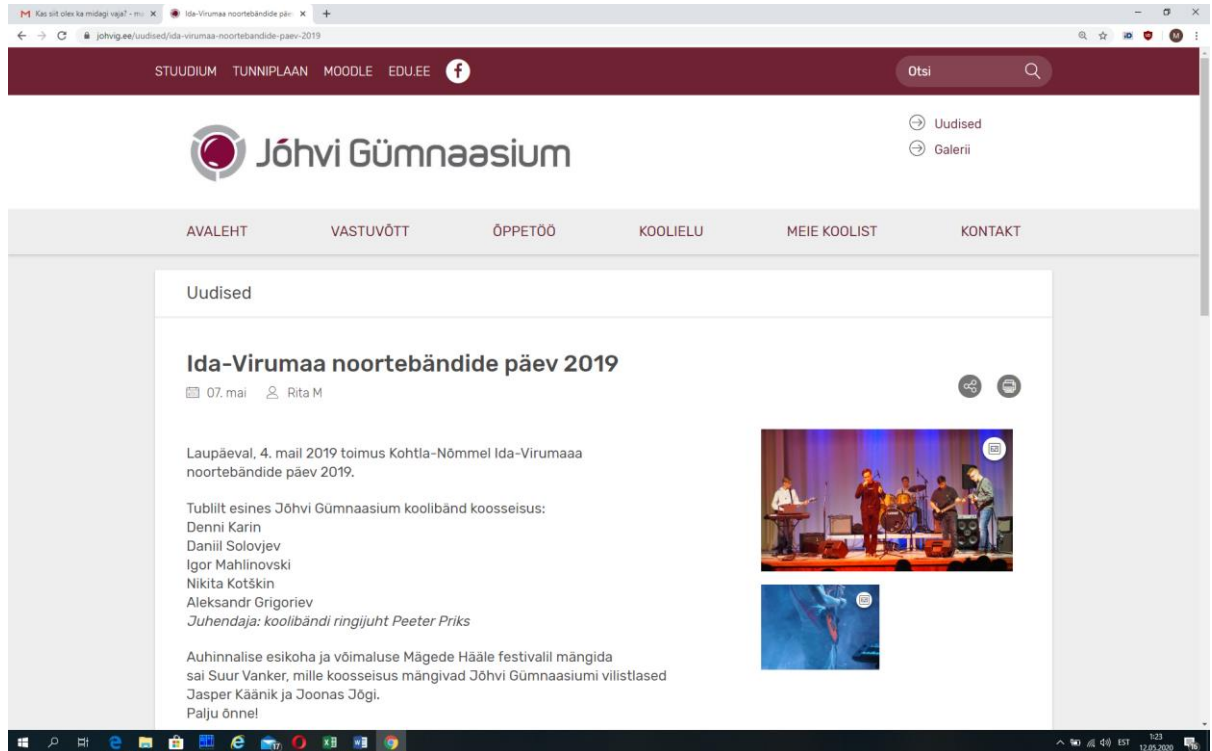 Kas siit olex ka midagi vaja? - m
Ida-Virumaa noortebändide päe
johvig.ee/uudised/ida-virumaa-noortebandide-paev-2019
STUUDIUM TUNNIPLAAN MOODLE EDU.EE f Otsi
Uudised
Galerii
Jóhvi Gümnaasium
AVALEHT VASTUVÕTT ÕPPETÖÖ KOOLIELU MEIE KOOLIST KONTAKT
Uudised
Ida-Virumaa noortebändide päev 2019
07. mai Rita M
Laupäeval, 4. mail 2019 toimus Kohtla-Nõmmel Ida-Virumaaa
noortebändide päev 2019.
Tublilt esines Jõhvi Gümnaasium koolibänd koosseisus:
Denni Karin
Daniil Solovjev
Igor Mahlinovski
Nikita Kotškin
Aleksandr Grigoriev
Juhendaja: koolibändi ringijuht Peeter Priks
Auhinnalise esikoha ja võimaluse Mägede Hääle festivalil mängida
sai Suur Vanker, mille koosseisus mängivad Jõhvi Gümnaasiumi vilistlased
Jasper Käänik ja Joonas Jõgi.
Palju õnne!
EST
1:23
12.05.2020